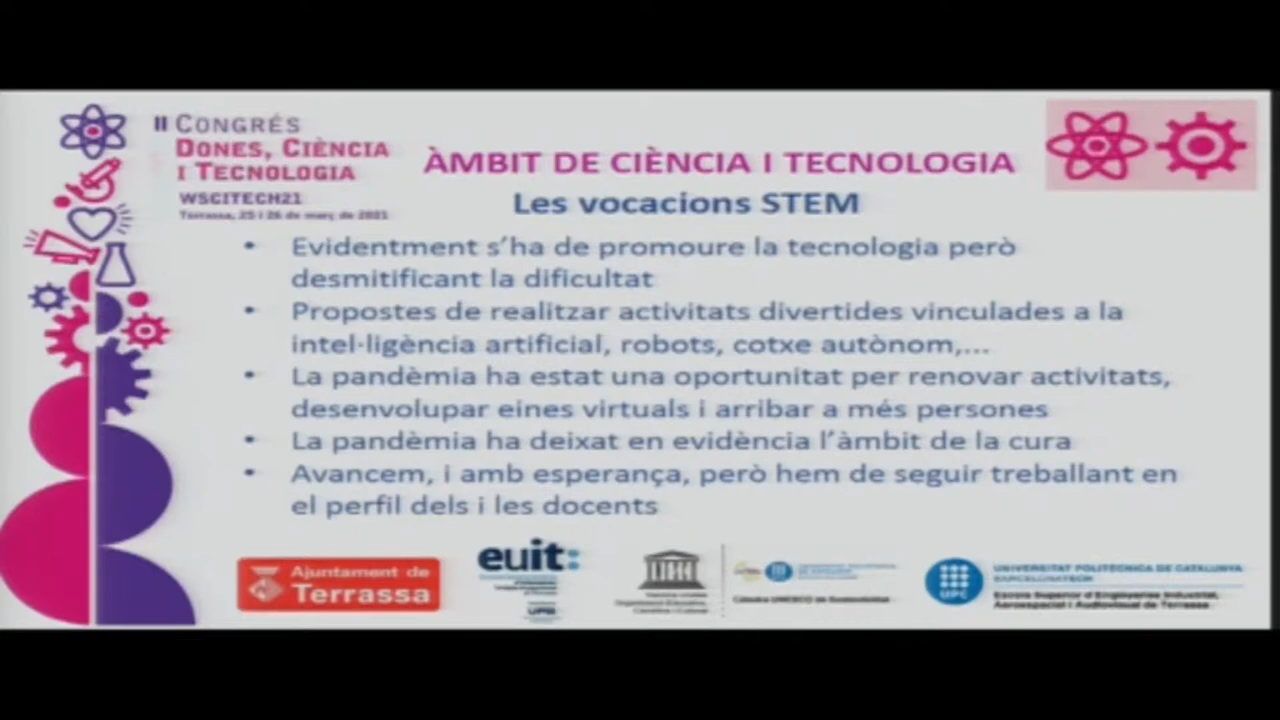 II CONGRÉS
DONES, CIÈNCIA
I TECNOLOGIA
WSCITECH21
Terrassa, 25 i 26 de març de 2021
ÀMBIT DE CIÈNCIA I TECNOLOGIA
Les vocacions STEM
• Evidentment s'ha de promoure la tecnologia però
desmitificant la dificultat
• Propostes de realitzar activitats divertides vinculades a la
intel·ligència artificial, robots, cotxe autònom,...
• La pandèmia ha estat una oportunitat per renovar activitats,
desenvolupar eines virtuals i arribar a més persones
• La pandèmia ha deixat en evidència l'àmbit de la cura
• Avancem, i amb esperança, però hem de seguir treballant en
el perfil dels i les docents
Ajuntament de
Terrassa
euit:
UAB
Càtedra UNESCO de Sostenibilitat
UPC
UNIVERSITAT POLITÈCNICA DE CATALUNYA
BARCELONATECH
Escola Superior d'Enginyeries Industrial,
Aeroespacial i Audiovisual de Terrassa